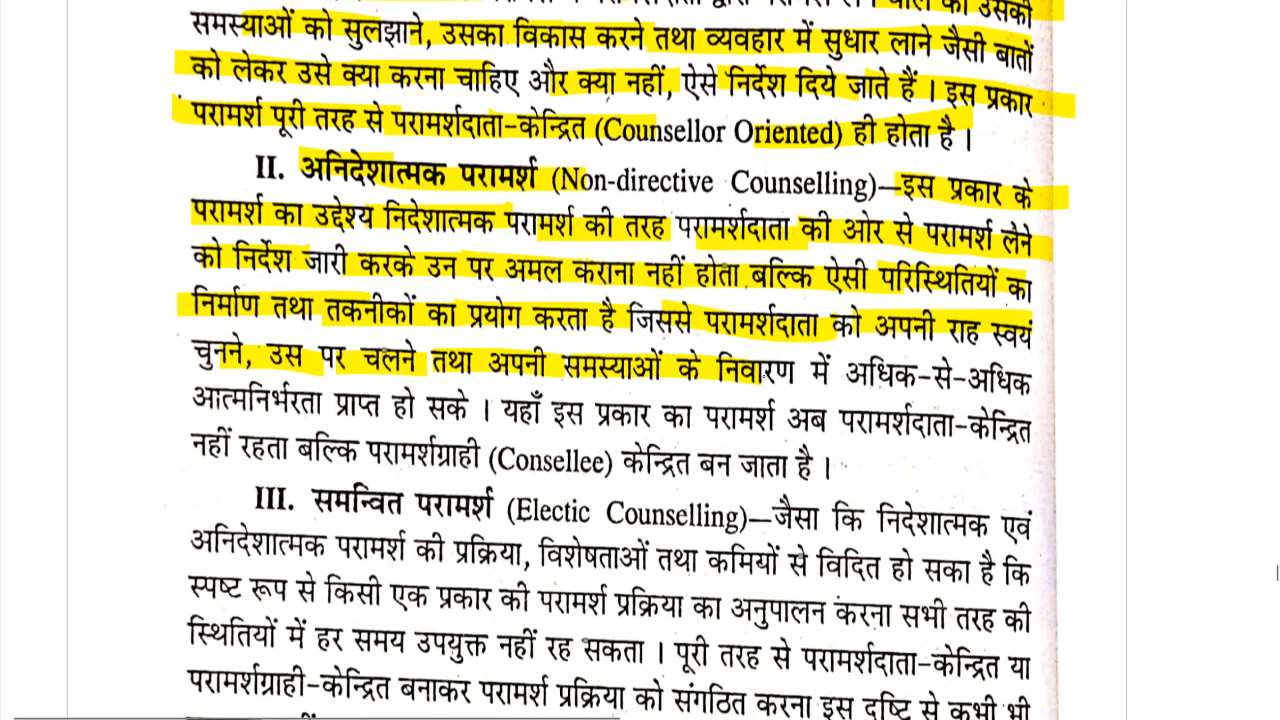 को उसकी
समस्याओं को सुलझाने, उसका विकास करने तथा व्यवहार में सुधार लाने जैसी बातों
को लेकर उसे क्या करना चाहिए और क्या नहीं, ऐसे निर्देश दिये जाते हैं । इस प्रकार
परामर्श पूरी तरह से परामर्शदाता-केन्द्रित (Counsellor Oriented) ही होता है ।
II. अनिदेशात्मक परामर्श (Non-directive Counselling)—इस प्रकार के
परामर्श का उद्देश्य निदेशात्मक परामर्श की तरह परामर्शदाता की ओर से परामर्श लेने
को निर्देश जारी करके उन पर अमल कराना नहीं होता बल्कि ऐसी परिस्थितियों का
निर्माण तथा तकनीकों का प्रयोग करता है जिससे परामर्शदाता को अपनी राह स्वयं
चुनने, उस पर चलने तथा अपनी समस्याओं के निवारण में अधिक-से-अधिक
आत्मनिर्भरता प्राप्त हो सके । यहाँ इस प्रकार का परामर्श अब परामर्शदाता-केन्द्रित
नहीं रहता बल्कि परामर्शग्राही (Consellee) केन्द्रित बन जाता है ।
III. समन्वित परामर्श (Electic Counselling)—जैसा कि निदेशात्मक एवं
अनिदेशात्मक परामर्श की प्रक्रिया, विशेषताओं तथा कमियों से विदित हो सका है कि
स्पष्ट रूप से किसी एक प्रकार की परामर्श प्रक्रिया का अनुपालन करना सभी तरह की
स्थितियों में हर समय उपयुक्त नहीं रह सकता । पूरी तरह से परामर्शदाता-केन्द्रित या
परामर्शग्राही-केन्द्रित बनाकर परामर्श प्रक्रिया को संगठित करना इस दृष्टि से कभी भी